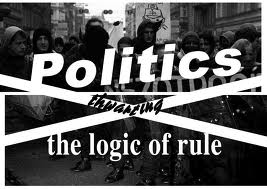 Politics
thwarting
the logic of rule